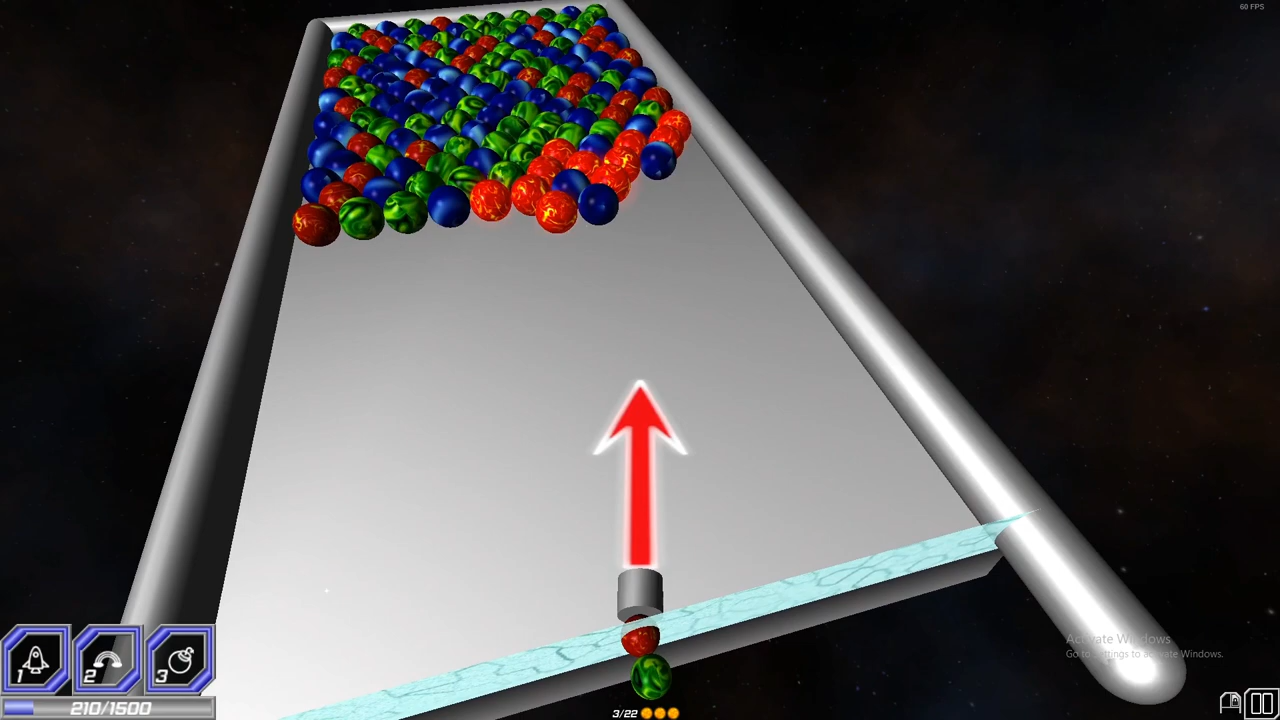 60 FPS
Activate Windows
Go to Settings to activate Windows.
1
2
3
210/1500
3/22